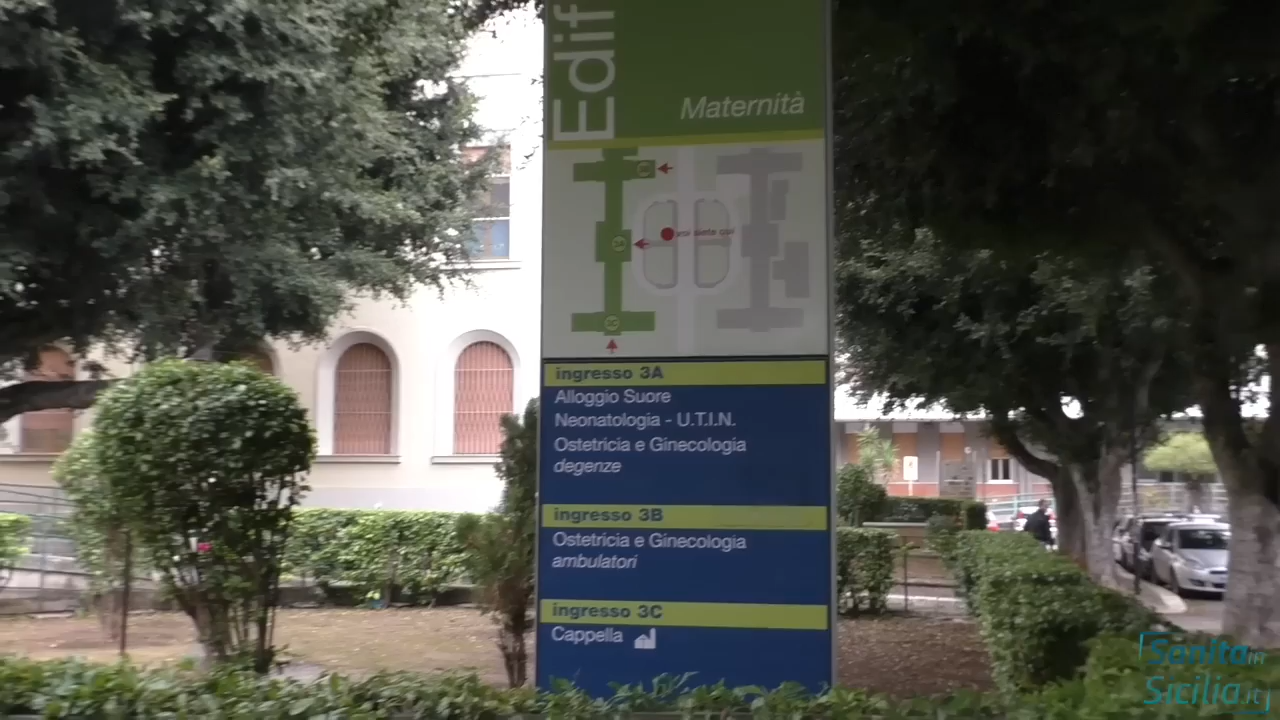 Edif
Maternità
voi siete qui
ingresso 3A
Alloggio Suore
Neonatologia - U.T.I.N.
Ostetricia e Ginecologia
degenze
ingresso 3B
Ostetricia e Ginecologia
ambulatori
ingresso 3C
Cappella
Sanita in
Sicilia.it